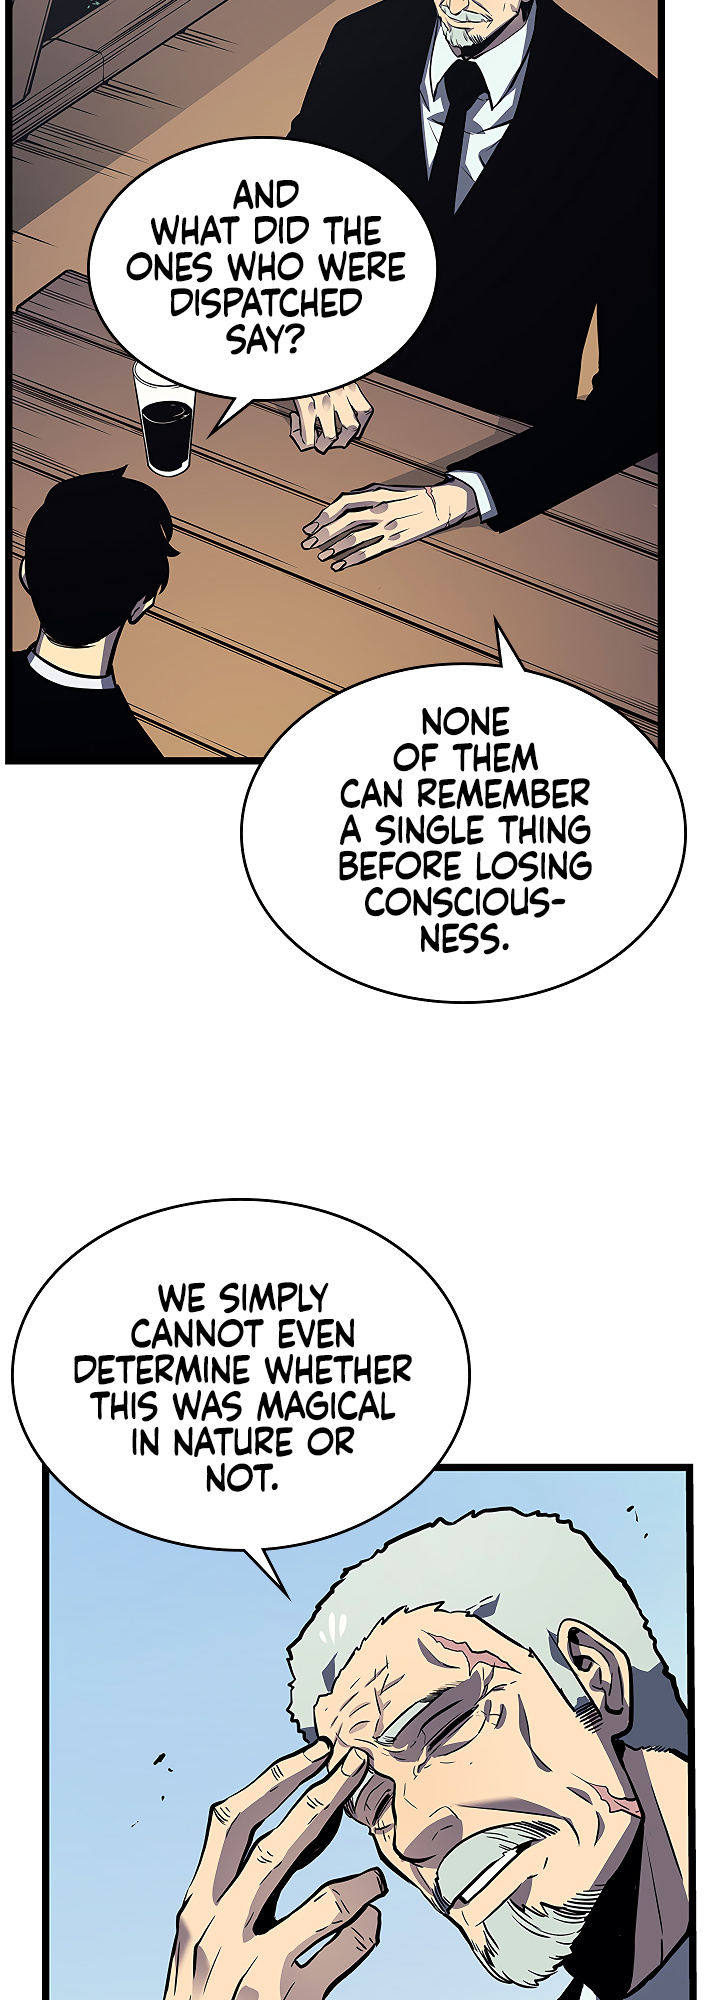 AND
WHAT DID THE
ONES WHO WERE
DISPATCHED
SAY?
NONE
OF THEM
CAN REMEMBER
A SINGLE THING
BEFORE LOSING
CONSCIOUS-
NESS.
WE SIMPLY
CANNOT EVEN
DETERMINE WHETHER
THIS WAS MAGICAL
IN NATURE OR
NOT.